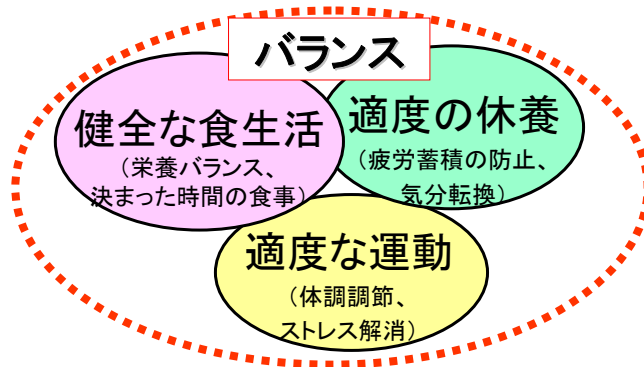 バランス
健全な食生活
（栄養バランス、
決まった時間の食事）
適度の休養
（疲労蓄積の防止、
気分転換）
適度な運動
（体調調節、
ストレス解消）